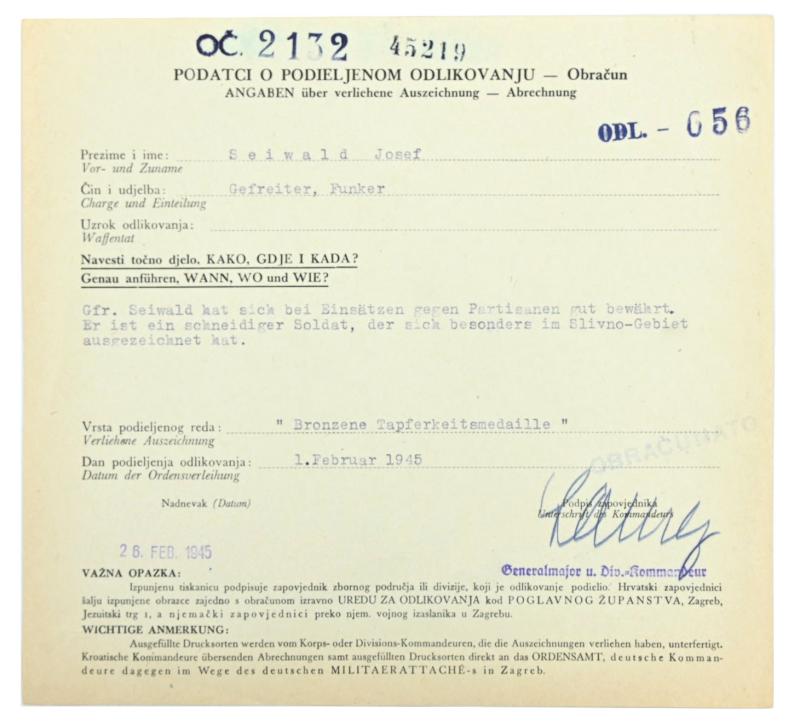 OČ. 2132 45219
PODATCI O PODIELJENOM ODLIKOVANJU — Obračun
ANGABEN über verliehene Auszeichnung — Abrechnung
ODL. - 056
Prezime i ime: Seiwald Josef
Vor- und Zuname
Čin i udjelba: Gefreiter, Funker
Charge und Einteilung
Uzrok odlikovanja:
Waffentat
Navesti točno djelo, KAKO, GDJE I KADA?
Genau anführen, WANN, WO und WIE?
Gfr. Seiwald hat sich bei Einsätzen gegen Partisanen gut bewährt.
Er ist ein schneidiger Soldat, der sich besonders im Slivno-Gebiet
ausgezeichnet hat.
Vrsta podieljenog reda: " Bronzene Tapferkeitsmedaille "
Verliehene Auszeichnung
OBRAČUNATO
Dan podieljenja odlikovanja: 1.Februar 1945
Datum der Ordensverleihung
Nadnevak (Datum) Podpis zapovjednika
Unterschrift des Kommandeurs
26. FEB. 1945
Generalmajor u. Div.-Kommandeur
VAŽNA OPAZKA:
Izpunjenu tiskanicu podpisuje zapovjednik zbornog područja ili divizije, koji je odlikovanje podielio. Hrvatski zapovjednici
šalju izpunjene obrazce zajedno s obračunom izravno UREDU ZA ODLIKOVANJA kod POGLAVNOG ŽUPANSTVA, Zagreb,
Jezuitski trg 1, a njemački zapovjednici preko njem. vojnog izaslanika u Zagrebu.
WICHTIGE ANMERKUNG:
Ausgefüllte Drucksorten werden vom Korps- oder Divisions-Kommandeuren, die die Auszeichnungen verliehen haben, unterfertigt.
Kroatische Kommandeure übersenden Abrechnungen samt ausgefüllten Drucksorten direkt an das ORDENSAMT, deutsche Komman-
deure dagegen im Wege des deutschen MILITAERATTACHÉ-s in Zagreb.